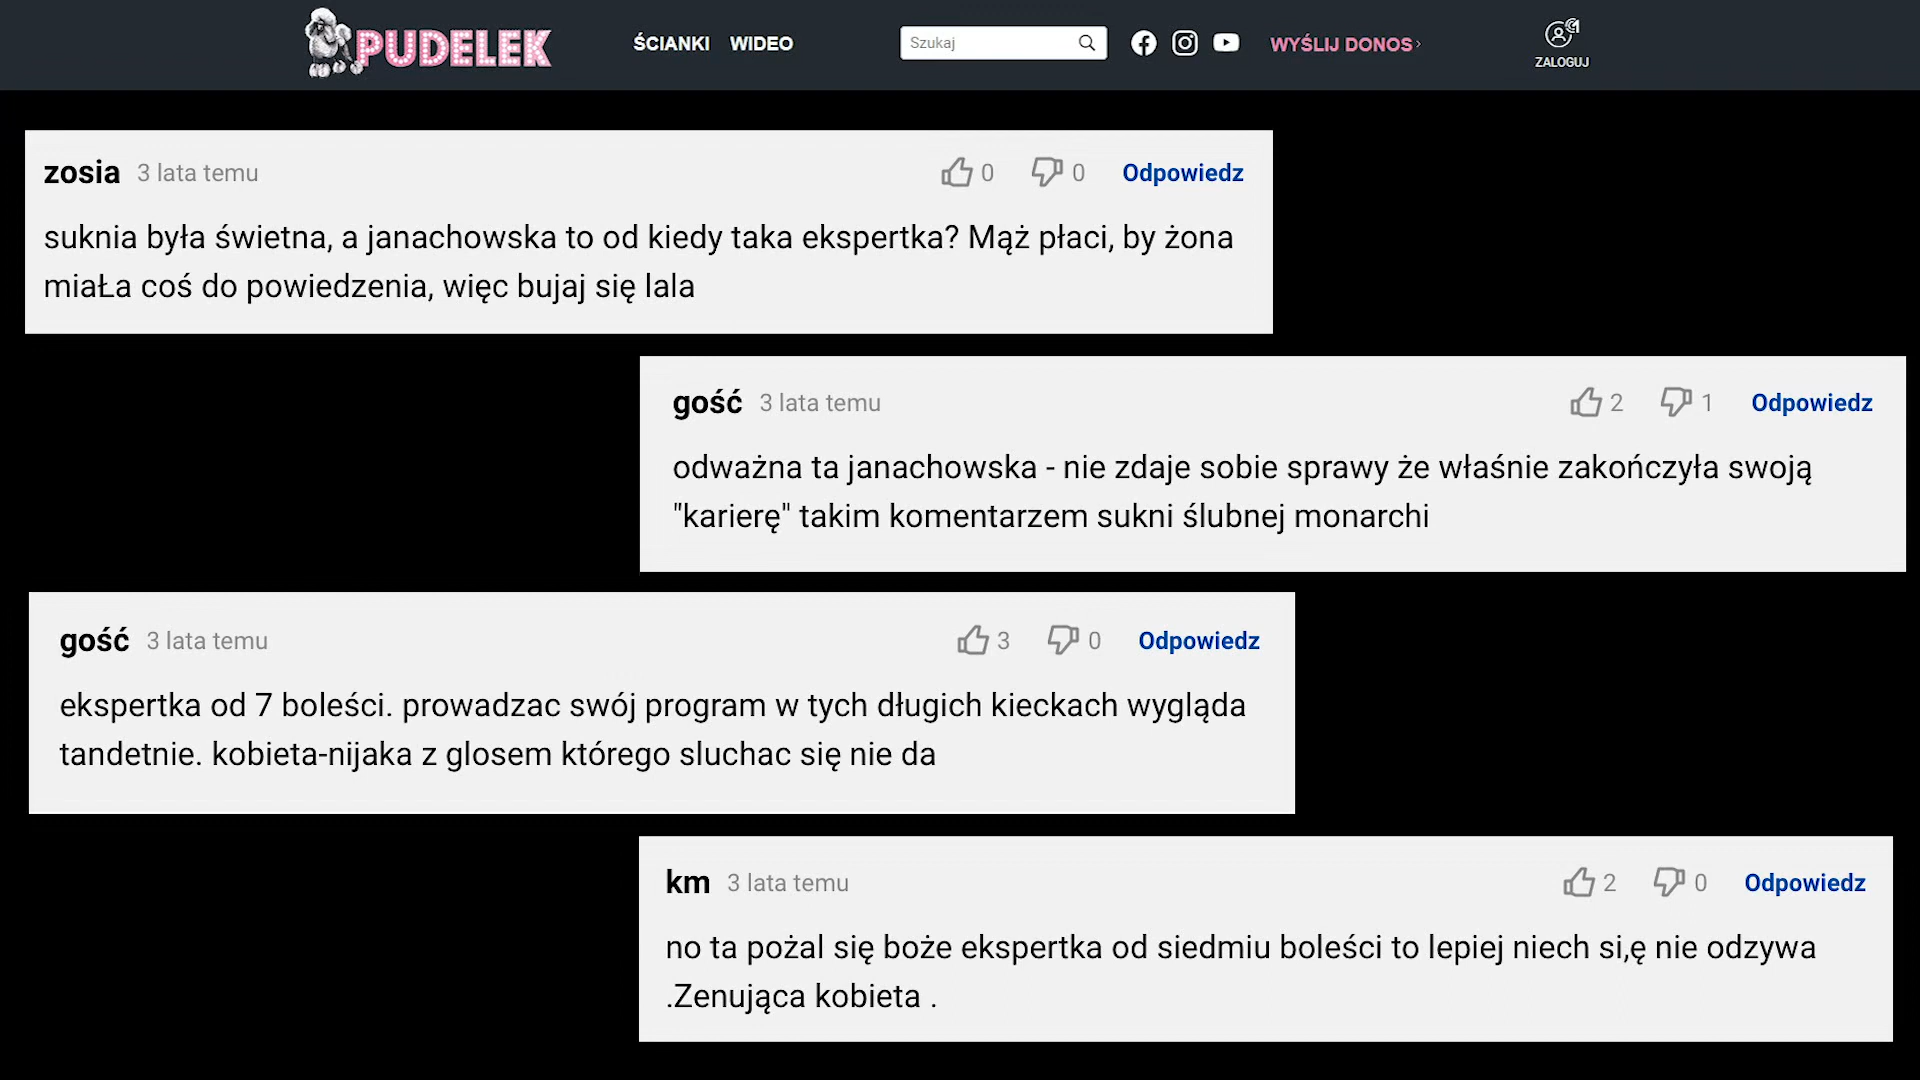 PUDELEK ŚCIANKI WIDEO Szukaj WYŚLIJ DONOS › ZALOGUJ
zosia 3 lata temu 0 0 Odpowiedz
suknia była świetna, a janachowska to od kiedy taka ekspertka? Mąż płaci, by żona
miaŁa coś do powiedzenia, więc bujaj się lala
gość 3 lata temu 2 1 Odpowiedz
odważna ta janachowska - nie zdaje sobie sprawy że właśnie zakończyła swoją
"karierę" takim komentarzem sukni ślubnej monarchi
gość 3 lata temu 3 0 Odpowiedz
ekspertka od 7 boleści. prowadzac swój program w tych długich kieckach wygląda
tandetnie. kobieta-nijaka z glosem którego sluchac się nie da
km 3 lata temu 2 0 Odpowiedz
no ta pożal się boże ekspertka od siedmiu boleści to lepiej niech si,ę nie odzywa
.Zenująca kobieta .